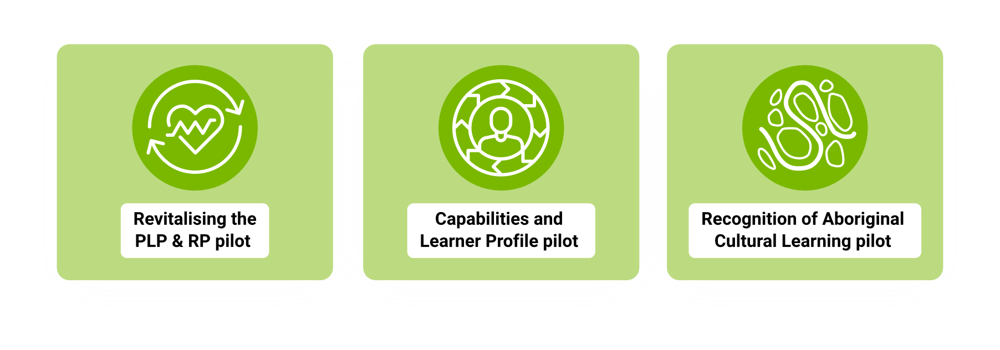 Revitalising the
PLP & RP pilot
Capabilities and
Learner Profile pilot
Recognition of Aboriginal
Cultural Learning pilot